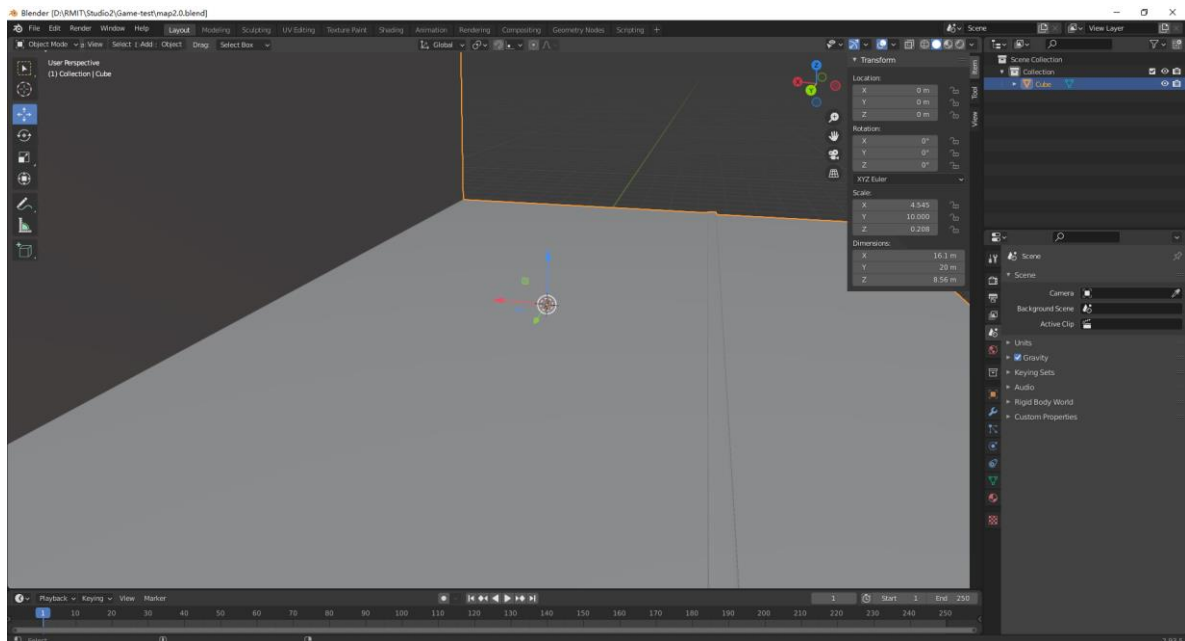 Blender [D:\RMIT\Studio2\Game-test\map2.0.blend]
File Edit Render Window Help Layout Modeling Sculpting UV Editing Texture Paint Shading Animation Rendering Compositing Geometry Nodes Scripting + Scene View Layer
Object Mode View Select Add Object Drag: Select Box Global
User Perspective
(1) Collection | Cube
Transform
Location:
X 0 m
Y 0 m
Z 0 m
Rotation:
X 0°
Y 0°
Z 0°
XYZ Euler
Scale:
X 4.545
Y 10.000
Z 0.288
Dimensions:
X 16.1 m
Y 20 m
Z 8.56 m
Item
Tool
View
Z
Y
Scene Collection
Collection
Cube
Scene
Scene
Camera
Background Scene
Active Clip
Units
Gravity
Keying Sets
Audio
Rigid Body World
Custom Properties
Playback Keying View Marker 1 Start 1 End 250
1 10 20 30 40 50 60 70 80 90 100 110 120 130 140 150 160 170 180 190 200 210 220 230 240 250
Select